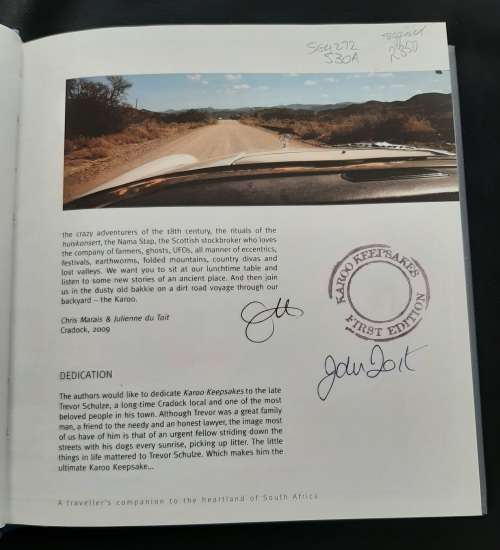 SGH272
530A
R350
the crazy adventurers of the 18th century, the rituals of the
huiskonsert, the Nama Stap, the Scottish stockbroker who loves
the company of farmers, ghosts, UFOs, all manner of eccentrics,
festivals, earthworms, folded mountains, country divas and
lost valleys. We want you to sit at our lunchtime table and
listen to some new stories of an ancient place. And then join
us in the dusty old bakkie on a dirt road voyage through our
backyard – the Karoo.
Chris Marais & Julienne du Toit
Cradock, 2009
KAROO KEEPSAKES
FIRST EDITION
Jdu Toit
DEDICATION
The authors would like to dedicate Karoo Keepsakes to the late
Trevor Schulze, a long-time Cradock local and one of the most
beloved people in his town. Although Trevor was a great family
man, a friend to the needy and an honest lawyer, the image most
of us have of him is that of an urgent fellow striding down the
streets with his dogs every sunrise, picking up litter. The little
things in life mattered to Trevor Schulze. Which makes him the
ultimate Karoo Keepsake...
A traveller's companion to the heartland of South Africa